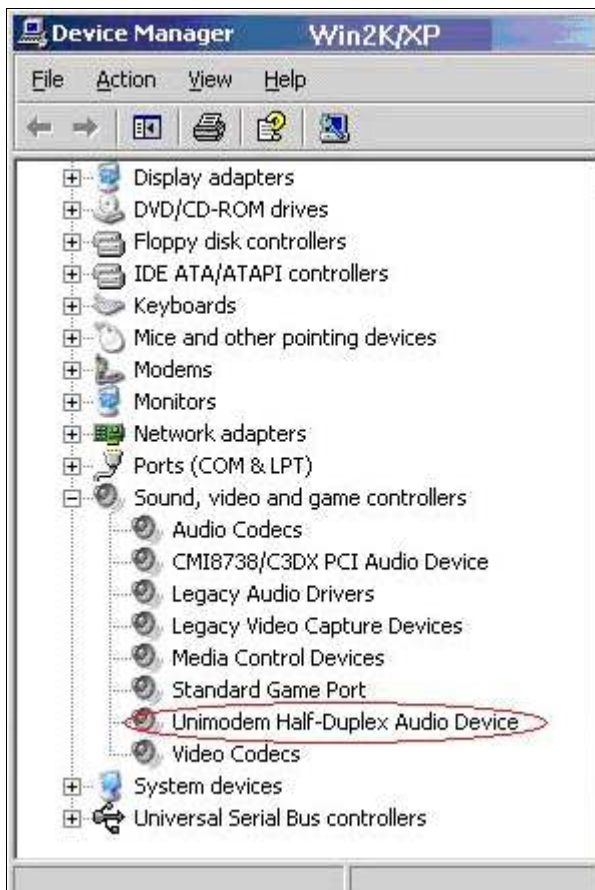 Device Manager Win2K/XP
File Action View Help
Display adapters
DVD/CD-ROM drives
Floppy disk controllers
IDE ATA/ATAPI controllers
Keyboards
Mice and other pointing devices
Modems
Monitors
Network adapters
Ports (COM & LPT)
Sound, video and game controllers
Audio Codecs
CMI8738/C3DX PCI Audio Device
Legacy Audio Drivers
Legacy Video Capture Devices
Media Control Devices
Standard Game Port
Unimodem Half-Duplex Audio Device
Video Codecs
System devices
Universal Serial Bus controllers